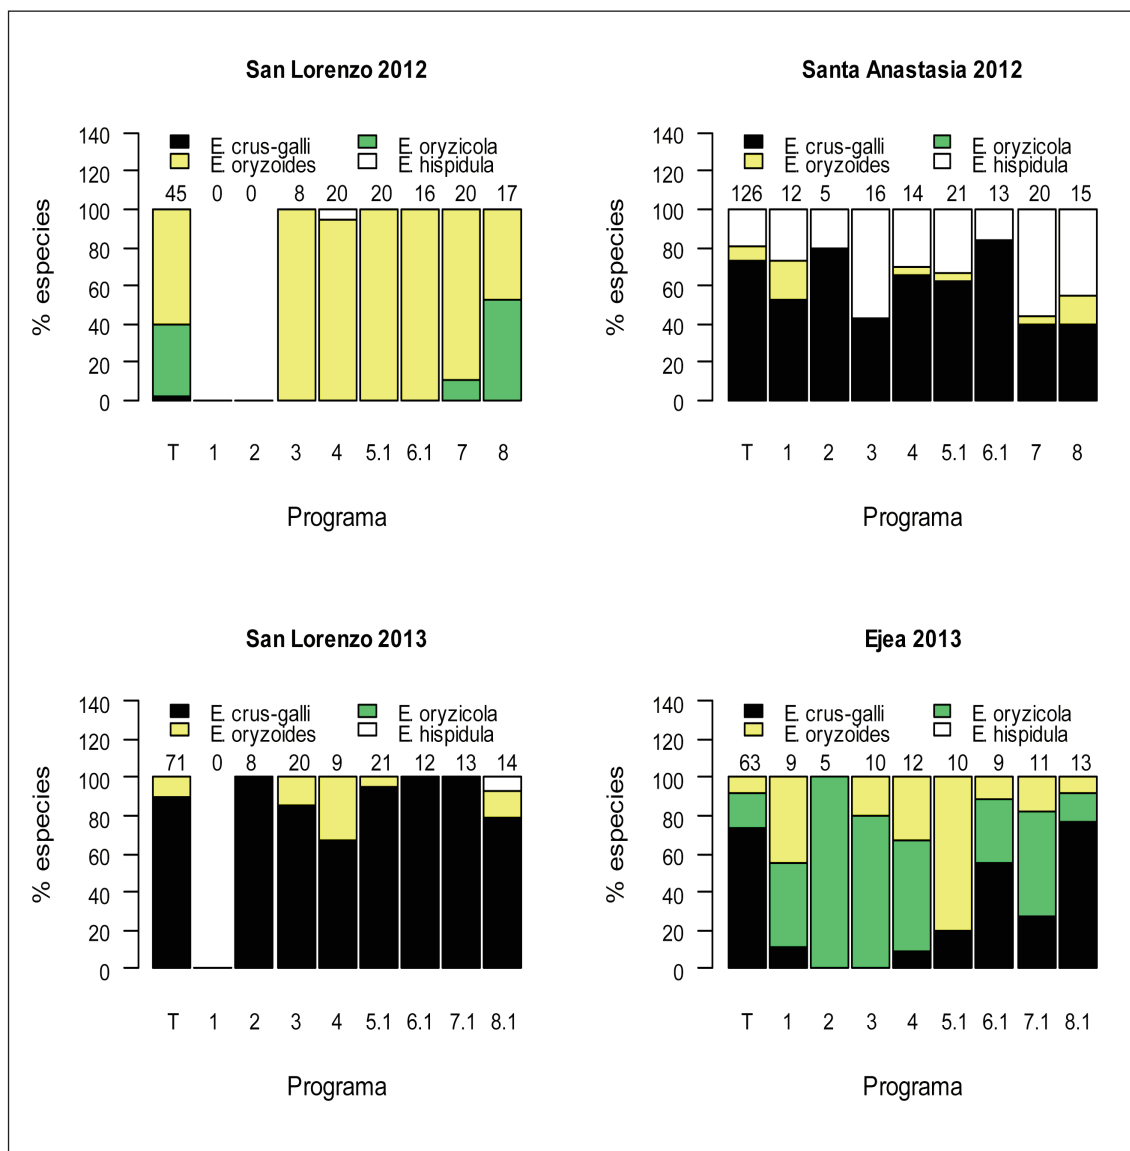 San Lorenzo 2012
E. crus-galli E. oryzicola
E. oryzoides E. hispidula
140
120
100
80
60
40
20
0
% especies
45 0 0 8 20 20 16 20 17
T 1 2 3 4 5.1 6.1 7 8
Programa
Santa Anastasia 2012
E. crus-galli E. oryzicola
E. oryzoides E. hispidula
140
120
100
80
60
40
20
0
% especies
126 12 5 16 14 21 13 20 15
T 1 2 3 4 5.1 6.1 7 8
Programa
San Lorenzo 2013
E. crus-galli E. oryzicola
E. oryzoides E. hispidula
140
120
100
80
60
40
20
0
% especies
71 0 8 20 9 21 12 13 14
T 1 2 3 4 5.1 6.1 7.1 8.1
Programa
Ejea 2013
E. crus-galli E. oryzicola
E. oryzoides E. hispidula
140
120
100
80
60
40
20
0
% especies
63 9 5 10 12 10 9 11 13
T 1 2 3 4 5.1 6.1 7.1 8.1
Programa